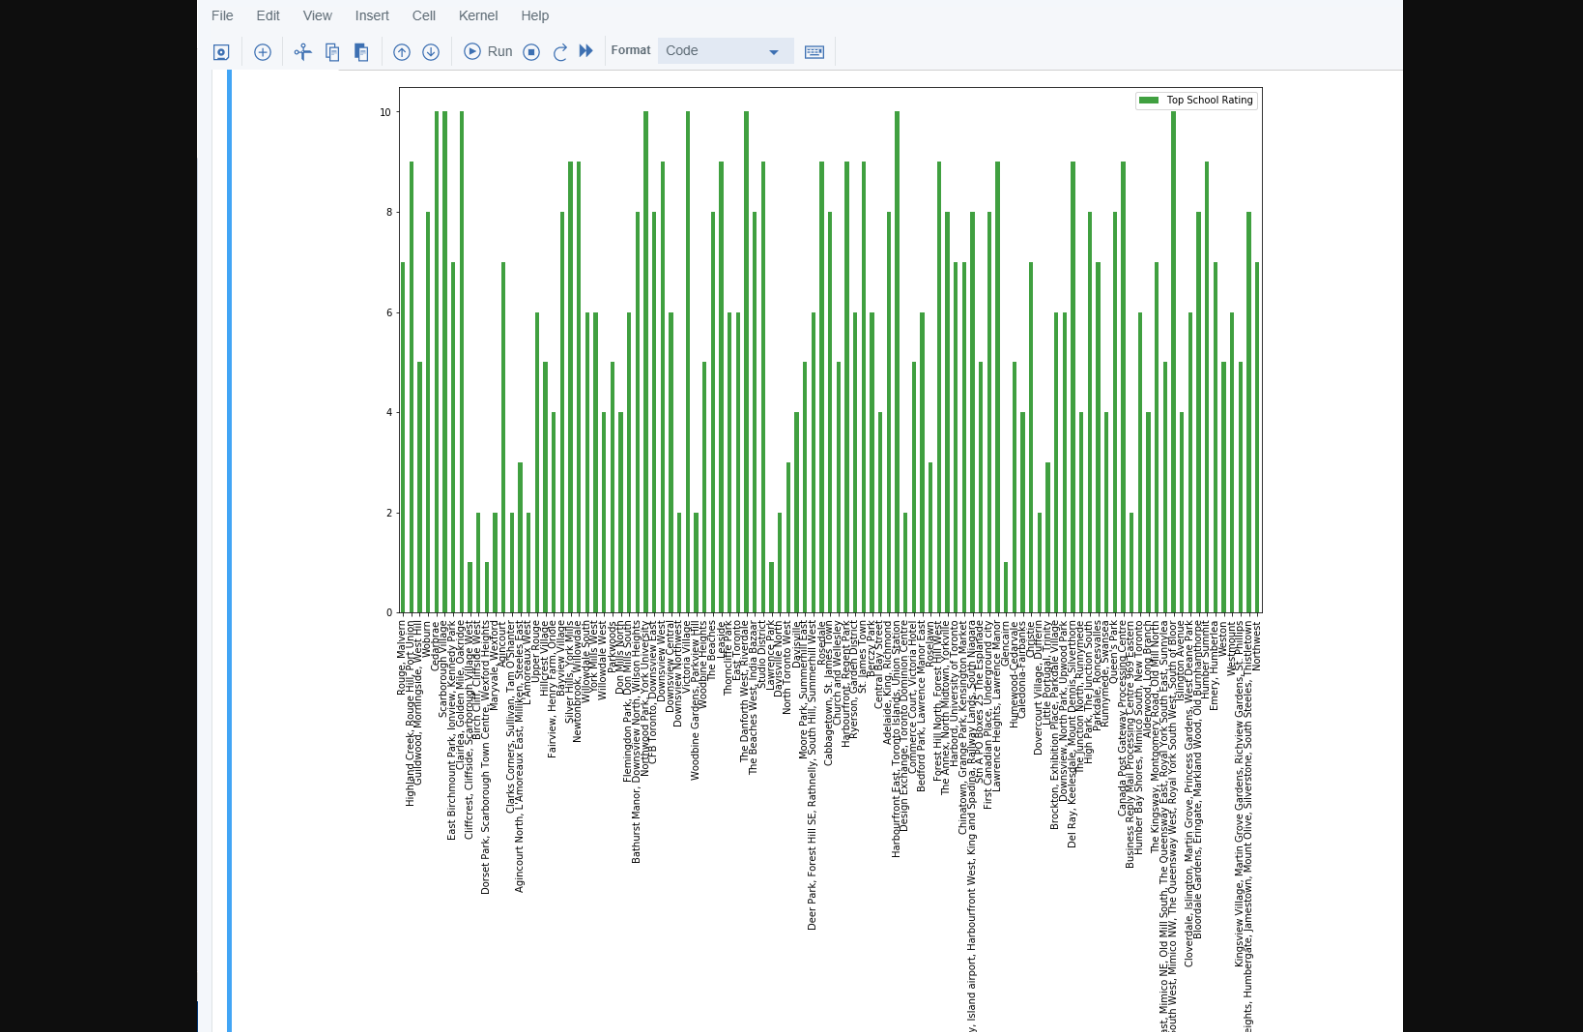 File Edit View Insert Cell Kernel Help
Run Format Code
Top School Rating
10
8
6
4
2
0
Rouge, Malvern
Highland Creek, Rouge Hill, Port Union
Guildwood, Morningside, West Hill
Woburn
Cedarbrae
Scarborough Village
East Birchmount Park, Ionview, Kennedy Park
Clairlea, Golden Mile, Oakridge
Cliffcrest, Cliffside, Scarborough Village West
Birch Cliff, Cliffside West
Dorset Park, Scarborough Town Centre, Wexford Heights
Maryvale, Wexford
Agincourt
Clarks Corners, Sullivan, Tam O'Shanter
Agincourt North, L'Amoreaux East, Milliken, Steeles East
L'Amoreaux West
Upper Rouge
Hillcrest Village
Fairview, Henry Farm, Oriole
Bayview Village
Silver Hills, York Mills
Newtonbrook, Willowdale
Willowdale South
York Mills West
Willowdale West
Parkwoods
Don Mills North
Flemingdon Park, Don Mills South
Bathurst Manor, Downsview North, Wilson Heights
Northwood Park, York University
CFB Toronto, Downsview East
Downsview West
Downsview Central
Downsview Northwest
Victoria Village
Woodbine Gardens, Parkview Hill
Woodbine Heights
The Beaches
Leaside
Thorncliffe Park
East Toronto
The Danforth West, Riverdale
The Beaches West, India Bazaar
Studio District
Lawrence Park
Davisville North
North Toronto West
Davisville
Moore Park, Summerhill East
Deer Park, Forest Hill SE, Rathnelly, South Hill, Summerhill West
Rosedale
Cabbagetown, St. James Town
Church and Wellesley
Harbourfront, Regent Park
Ryerson, Garden District
St. James Town
Berczy Park
Central Bay Street
Adelaide, King, Richmond
Harbourfront East, Toronto Islands, Union Station
Design Exchange, Toronto Dominion Centre
Commerce Court, Victoria Hotel
Bedford Park, Lawrence Manor East
Roselawn
Forest Hill North, Forest Hill West
The Annex, North Midtown, Yorkville
Harbord, University of Toronto
Chinatown, Grange Park, Kensington Market
y, Island airport, Harbourfront West, King and Spadina, Railway Lands, South Niagara
Stn A PO Boxes 25 The Esplanade
First Canadian Place, Underground city
Lawrence Heights, Lawrence Manor
Glencairn
Humewood-Cedarvale
Caledonia-Fairbanks
Christie
Dovercourt Village, Dufferin
Little Portugal, Trinity
Brockton, Exhibition Place, Parkdale Village
Downsview, North Park, Upwood Park
Del Ray, Keelesdale, Mount Dennis, Silverthorn
The Junction North, Runnymede
High Park, The Junction South
Parkdale, Roncesvalles
Runnymede, Swansea
Queen's Park
Canada Post Gateway Processing Centre
Business Reply Mail Processing Centre 969 Eastern
Humber Bay Shores, Mimico South, New Toronto
Alderwood, Long Branch
The Kingsway, Montgomery Road, Old Mill North
ast, Mimico NE, Old Mill South, The Queensway East, Royal York South East, Sunnylea
outh West, Mimico NW, The Queensway West, Royal York South West, South of Bloor
Islington Avenue
Cloverdale, Islington, Martin Grove, Princess Gardens, West Deane Park
Bloordale Gardens, Eringate, Markland Wood, Old Burnhamthorpe
Humber Summit
Emery, Humberlea
Weston
Westmount
Kingsview Village, Martin Grove Gardens, Richview Gardens, St. Phillips
eights, Humbergate, Jamestown, Mount Olive, Silverstone, South Steeles, Thistletown
Northwest